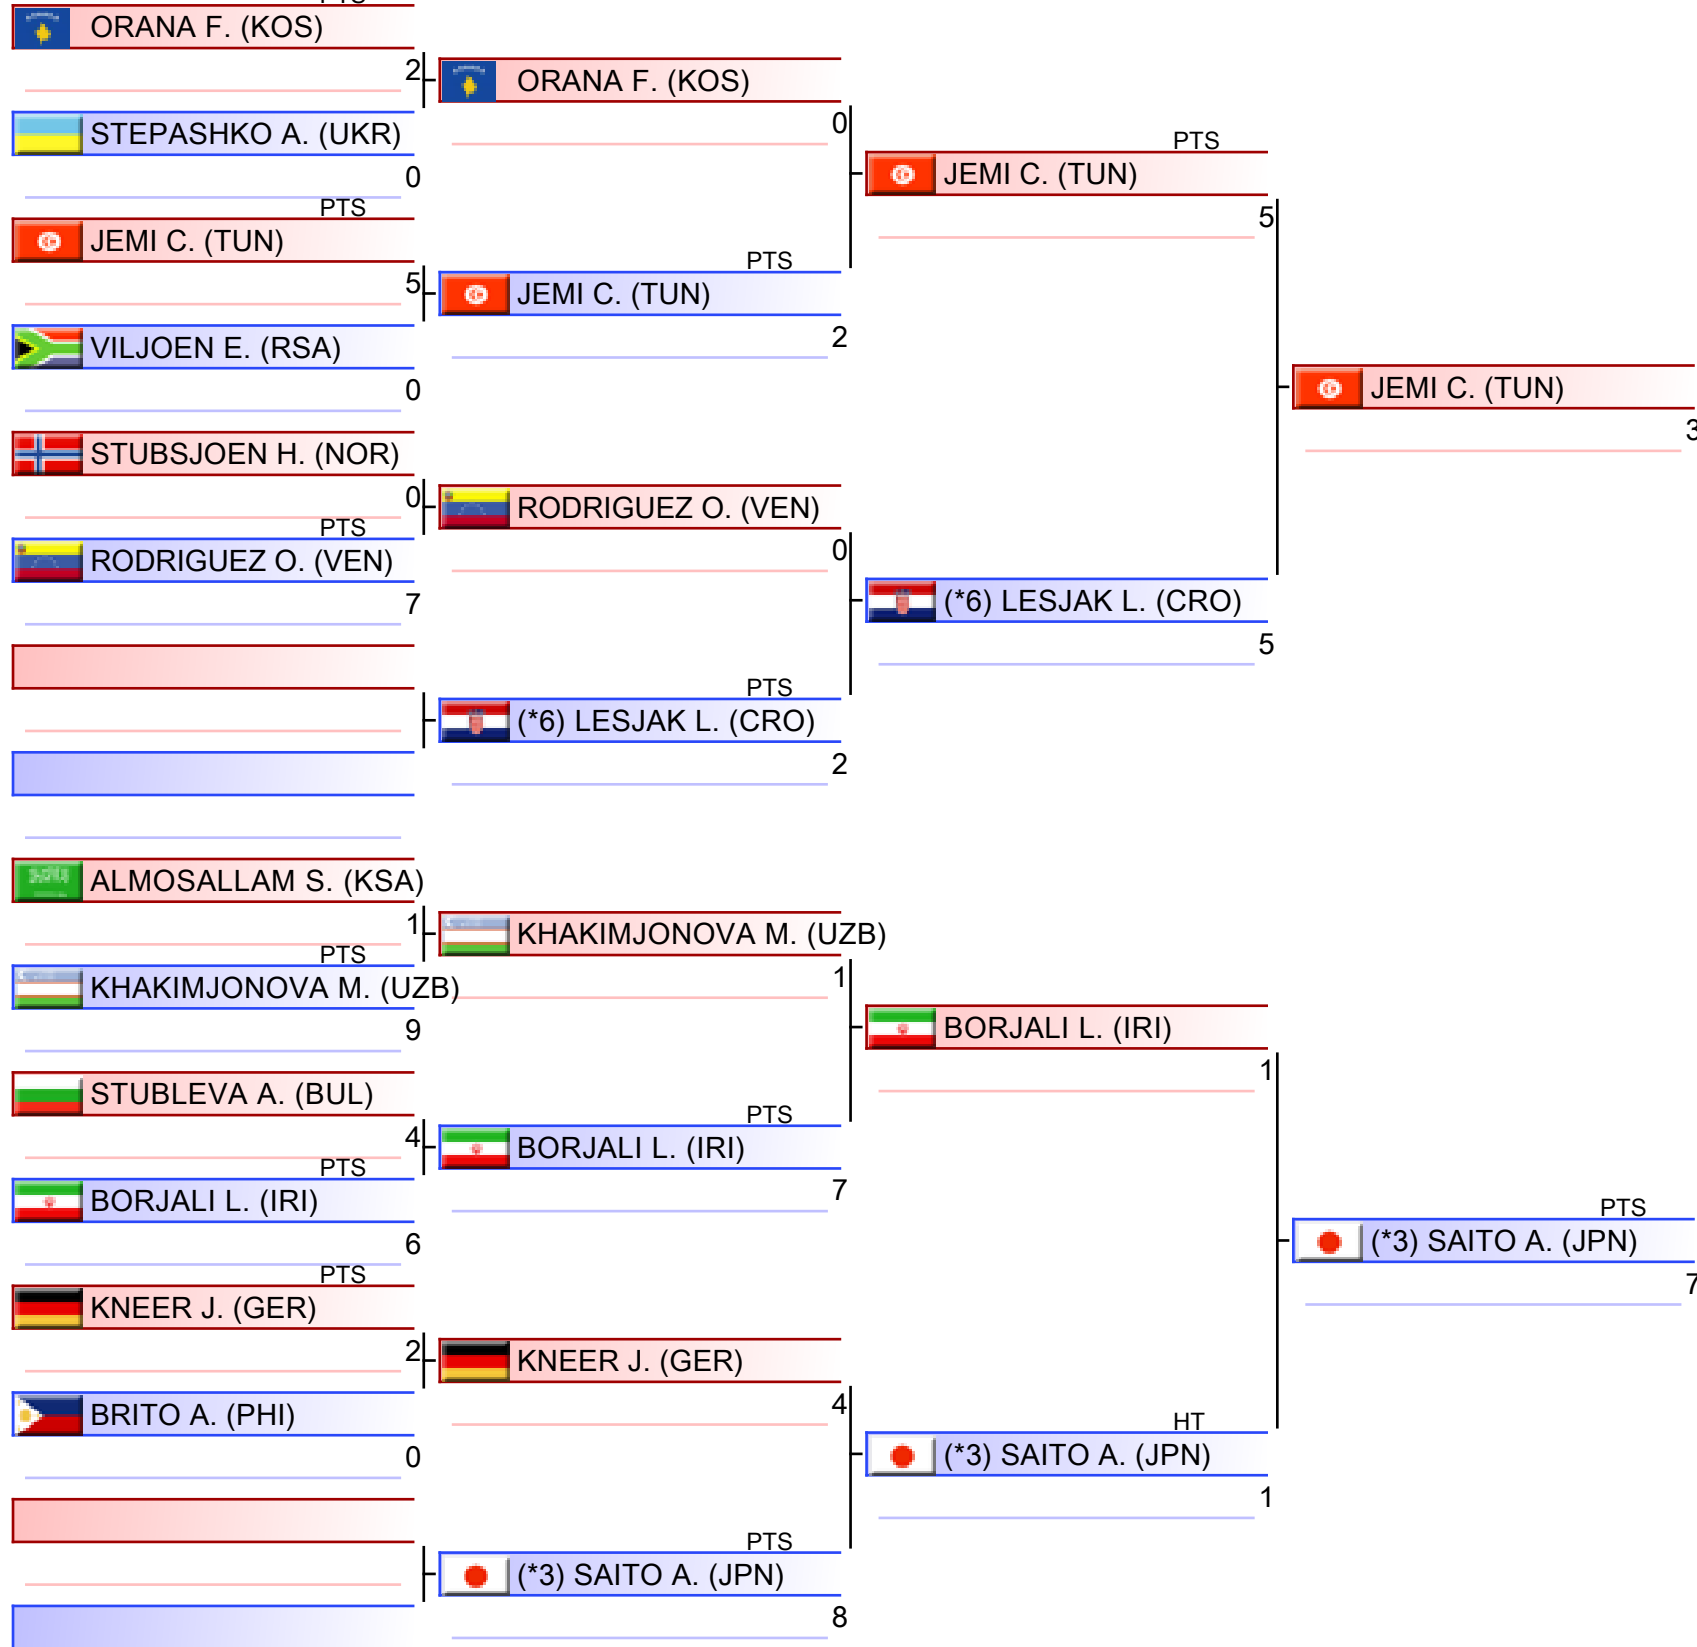 PTS
ORANA F. (KOS)
2
STEPASHKO A. (UKR)
0
PTS
JEMI C. (TUN)
5
VILJOEN E. (RSA)
0
STUBSJOEN H. (NOR)
0
PTS
RODRIGUEZ O. (VEN)
7
ALMOSALLAM S. (KSA)
1
PTS
KHAKIMJONOVA M. (UZB)
9
STUBLEVA A. (BUL)
4
PTS
BORJALI L. (IRI)
6
PTS
KNEER J. (GER)
2
BRITO A. (PHI)
0
ORANA F. (KOS)
0
PTS
JEMI C. (TUN)
2
RODRIGUEZ O. (VEN)
0
PTS
(*6) LESJAK L. (CRO)
2
KHAKIMJONOVA M. (UZB)
1
PTS
BORJALI L. (IRI)
7
KNEER J. (GER)
4
PTS
(*3) SAITO A. (JPN)
8
PTS
JEMI C. (TUN)
5
(*6) LESJAK L. (CRO)
5
BORJALI L. (IRI)
1
HT
(*3) SAITO A. (JPN)
1
JEMI C. (TUN)
3
PTS
(*3) SAITO A. (JPN)
7